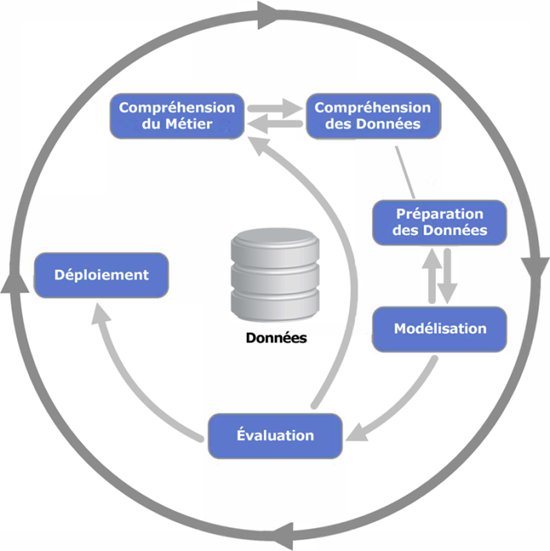 Compréhension
du Métier
Compréhension
des Données
Préparation
des Données
Déploiement
Modélisation
Données
Évaluation